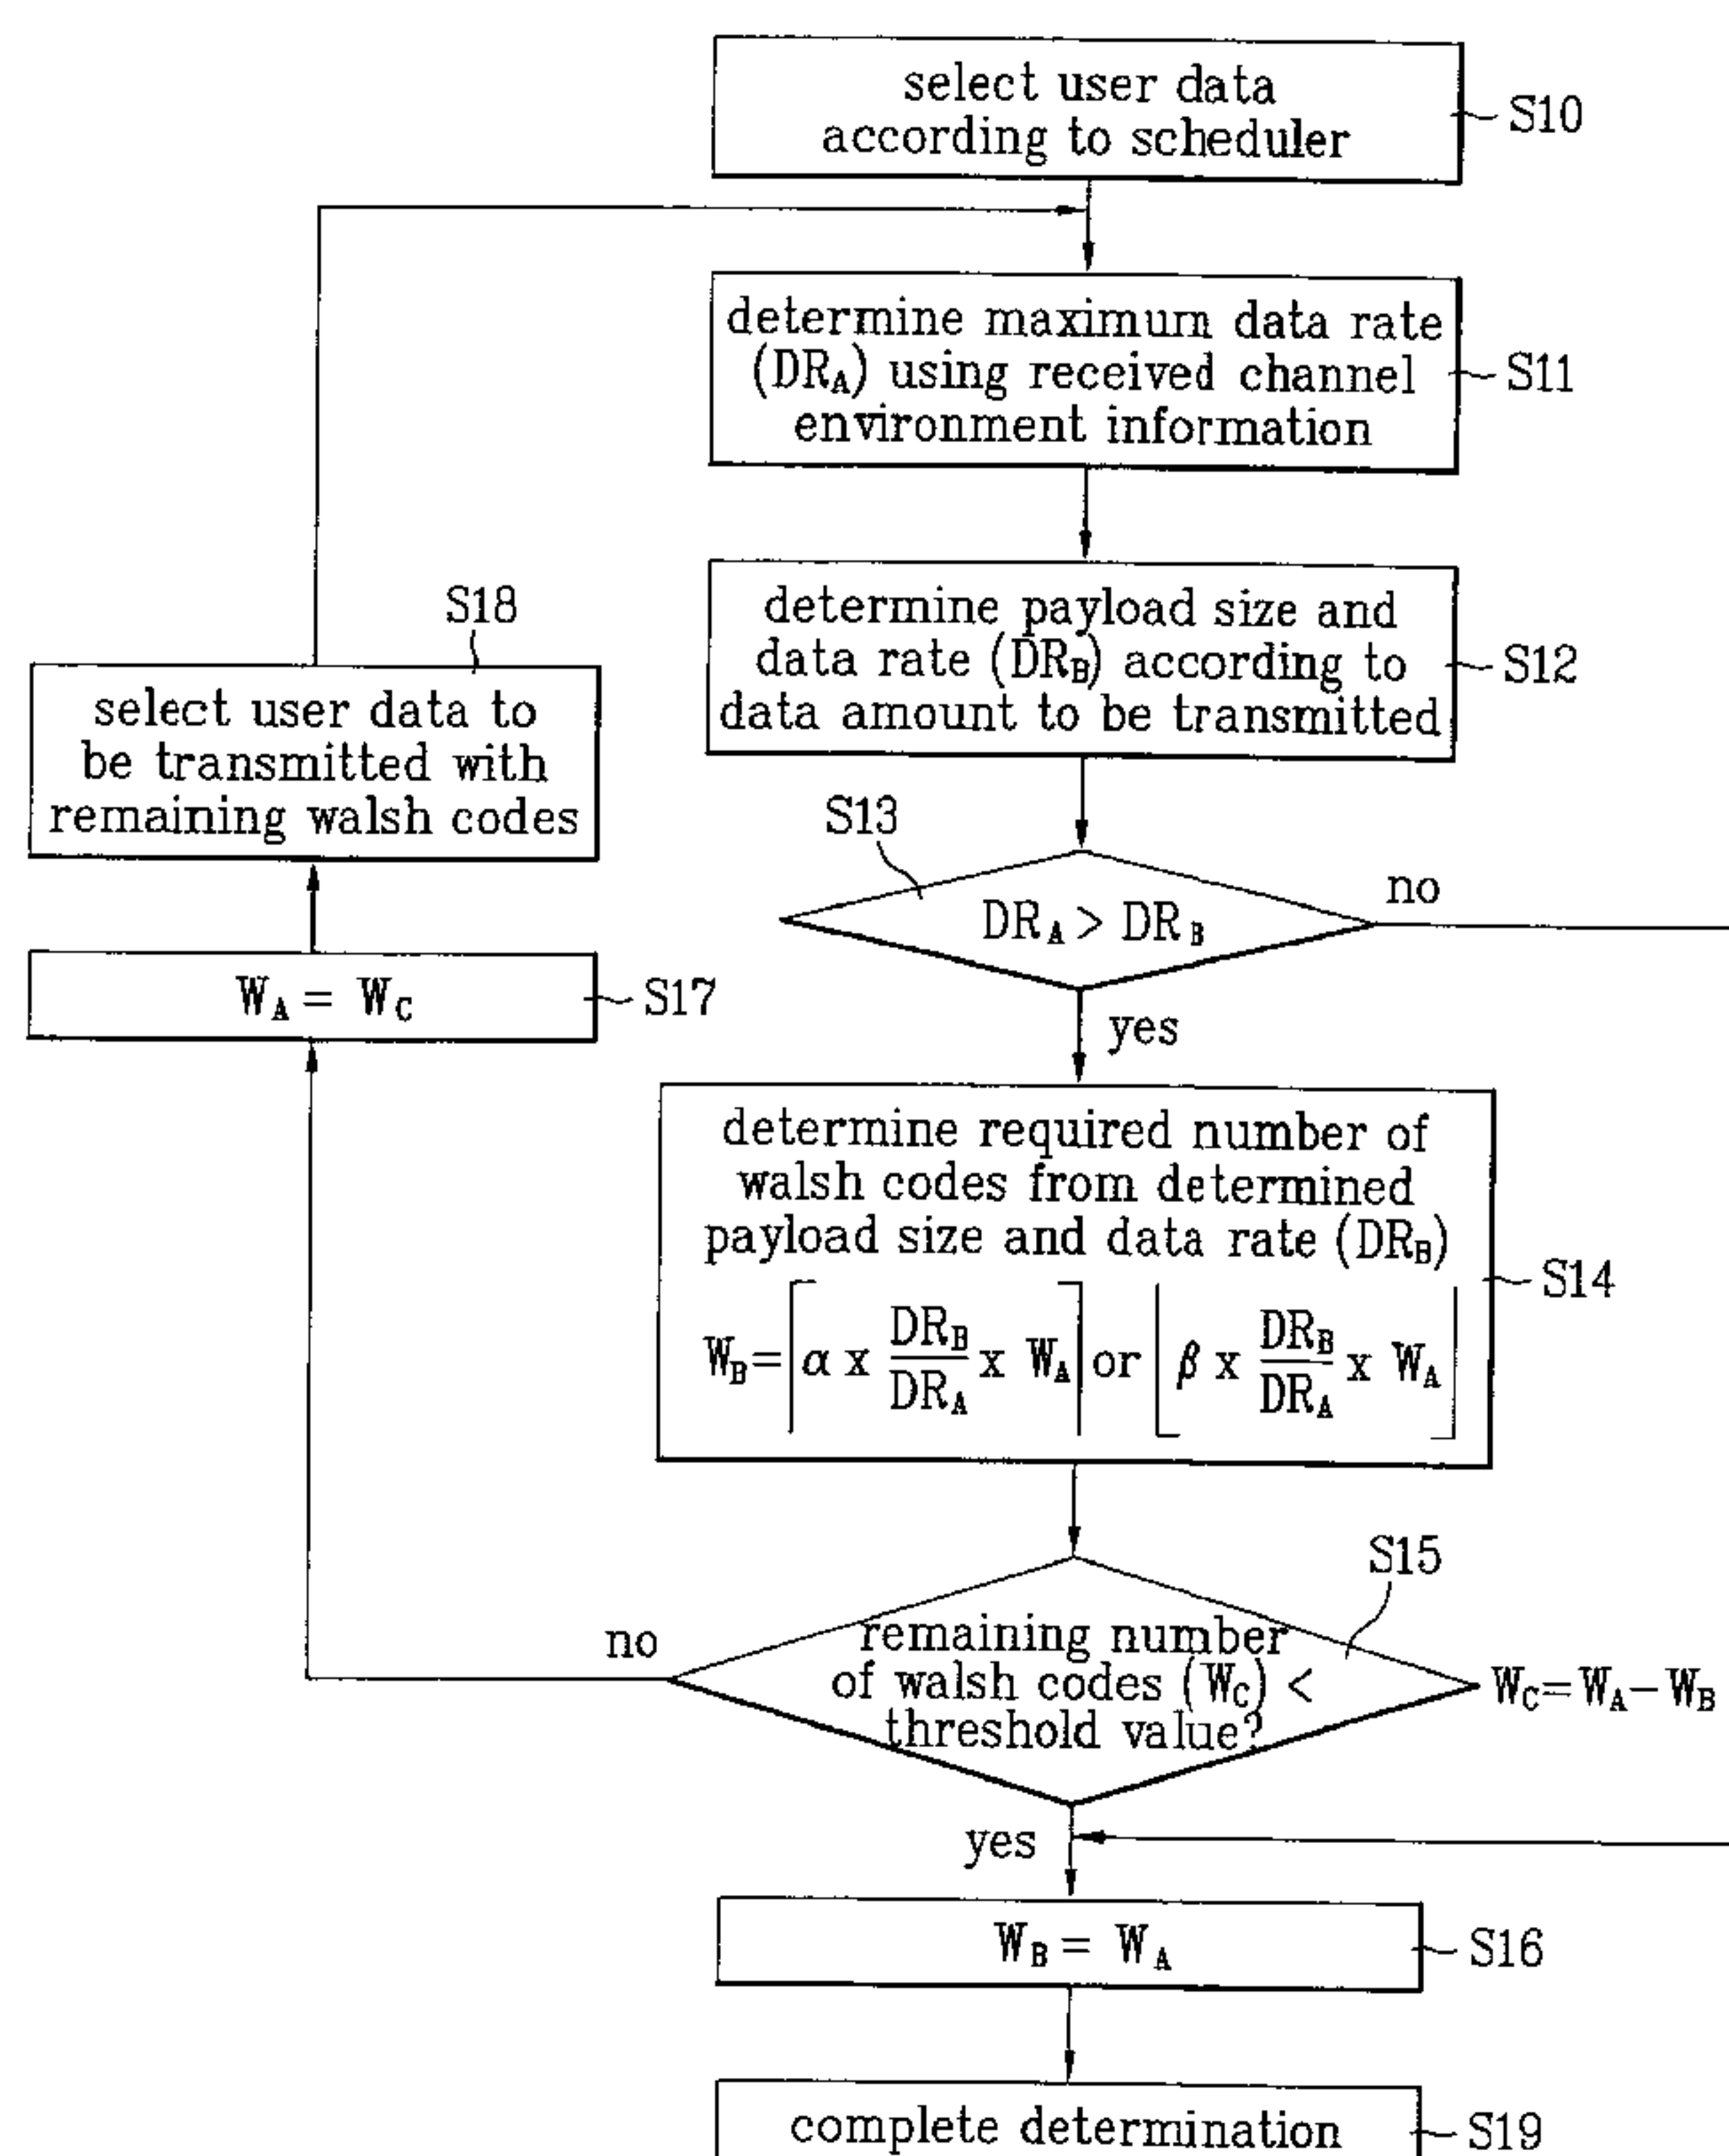 select user data
according to scheduler
S10
determine maximum data rate
(DRA) using received channel
environment information
S11
determine payload size and
data rate (DRB) according to
data amount to be transmitted
S12
S18
select user data to
be transmitted with
remaining walsh codes
S13
DRA > DRB
no
yes
WA = WC
S17
determine required number of
walsh codes from determined
payload size and data rate (DRB)
WB = ⌈α x DRB/DRA x WA⌉ or ⌊β x DRB/DRA x WA⌋
S14
S15
remaining number
of walsh codes (WC) <
threshold value?
no
WC=WA-WB
yes
WB = WA
S16
complete determination
S19